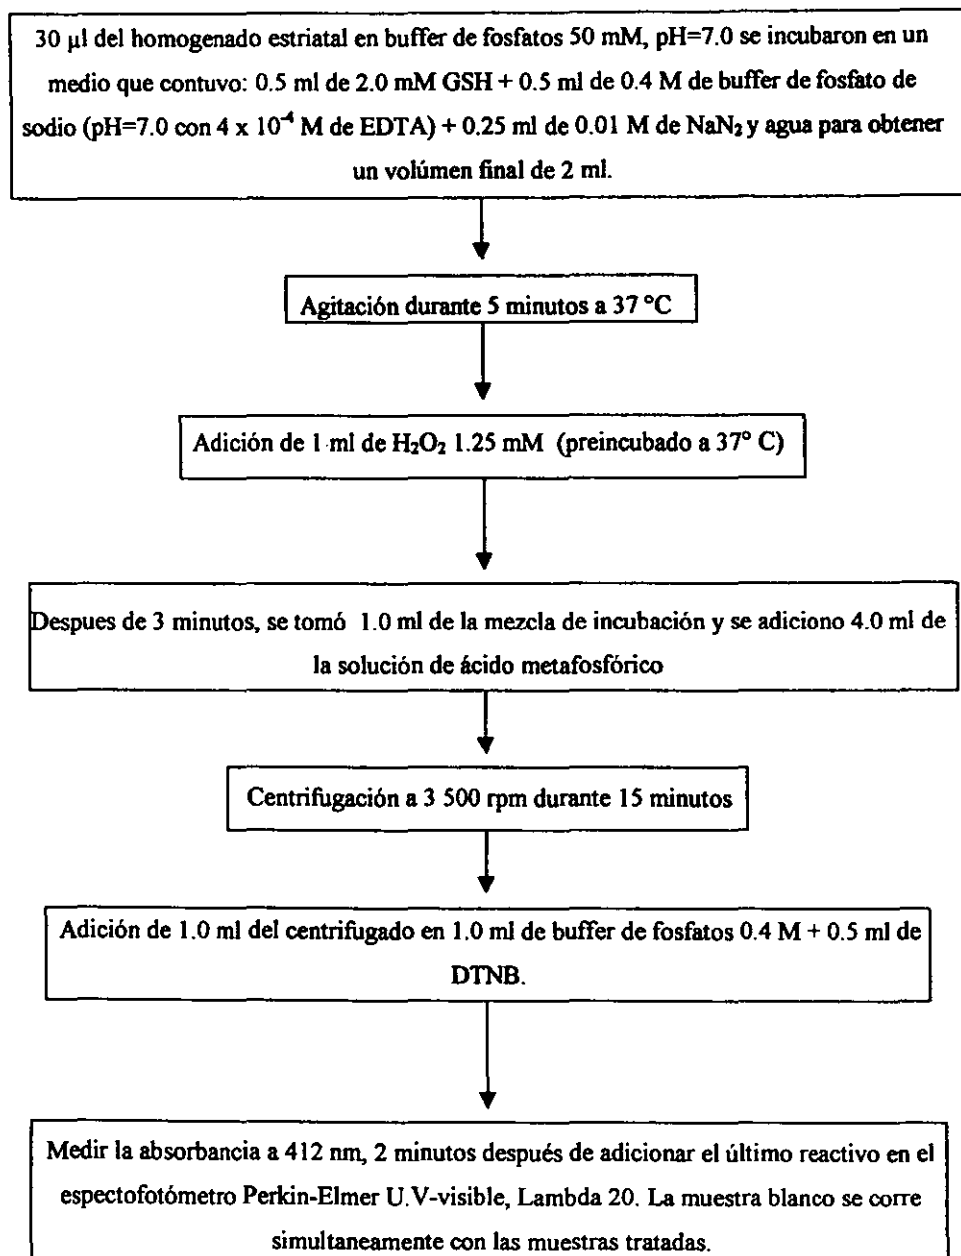 30 µl del homogenado estriatal en buffer de fosfatos 50 mM, pH=7.0 se incubaron en un
medio que contuvo: 0.5 ml de 2.0 mM GSH + 0.5 ml de 0.4 M de buffer de fosfato de
sodio (pH=7.0 con 4 x 10⁻⁴ M de EDTA) + 0.25 ml de 0.01 M de NaN₂ y agua para obtener
un volúmen final de 2 ml.
Agitación durante 5 minutos a 37 °C
Adición de 1 ml de H₂O₂ 1.25 mM (preincubado a 37° C)
Despues de 3 minutos, se tomó 1.0 ml de la mezcla de incubación y se adiciono 4.0 ml de
la solución de ácido metafosfórico
Centrifugación a 3 500 rpm durante 15 minutos
Adición de 1.0 ml del centrifugado en 1.0 ml de buffer de fosfatos 0.4 M + 0.5 ml de
DTNB.
Medir la absorbancia a 412 nm, 2 minutos después de adicionar el último reactivo en el
espectofotómetro Perkin-Elmer U.V-visible, Lambda 20. La muestra blanco se corre
simultaneamente con las muestras tratadas.